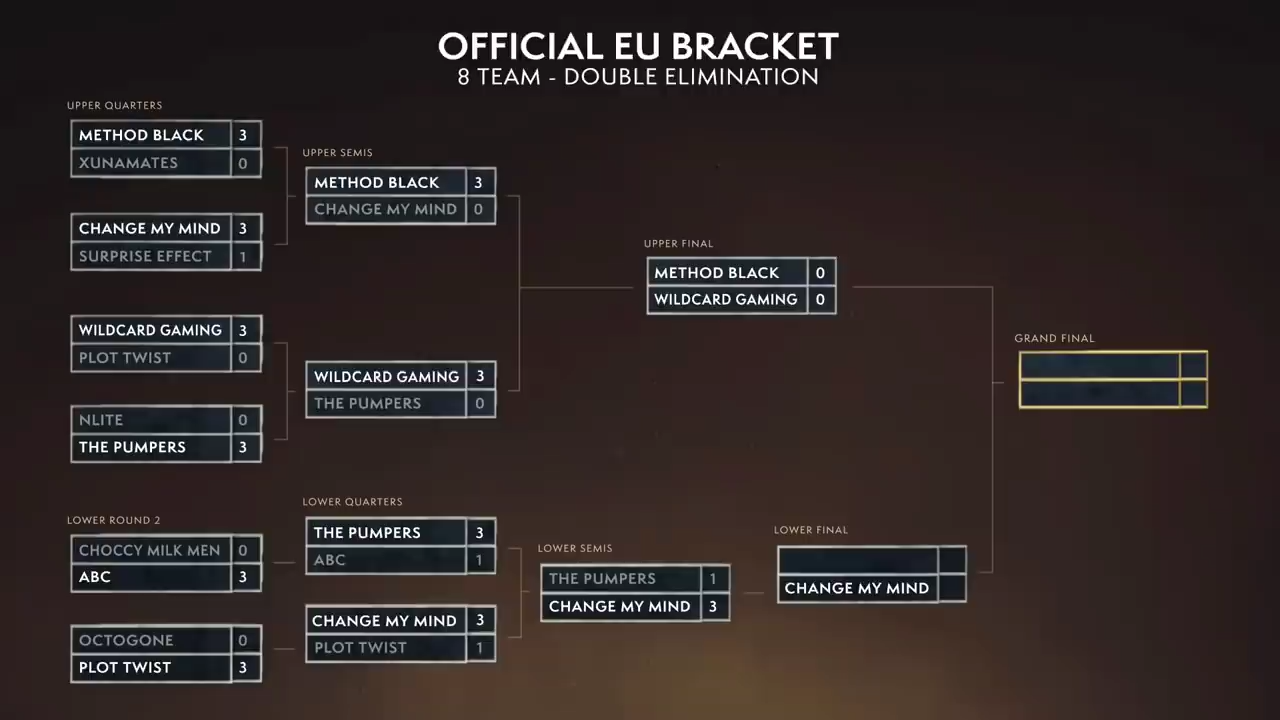 OFFICIAL EU BRACKET
8 TEAM - DOUBLE ELIMINATION
UPPER QUARTERS
METHOD BLACK 3
XUNAMATES 0
CHANGE MY MIND 3
SURPRISE EFFECT 1
WILDCARD GAMING 3
PLOT TWIST 0
NLITE 0
THE PUMPERS 3
UPPER SEMIS
METHOD BLACK 3
CHANGE MY MIND 0
WILDCARD GAMING 3
THE PUMPERS 0
UPPER FINAL
METHOD BLACK 0
WILDCARD GAMING 0
GRAND FINAL
LOWER ROUND 2
CHOCCY MILK MEN 0
ABC 3
OCTOGONE 0
PLOT TWIST 3
LOWER QUARTERS
THE PUMPERS 3
ABC 1
CHANGE MY MIND 3
PLOT TWIST 1
LOWER SEMIS
THE PUMPERS 1
CHANGE MY MIND 3
LOWER FINAL
CHANGE MY MIND